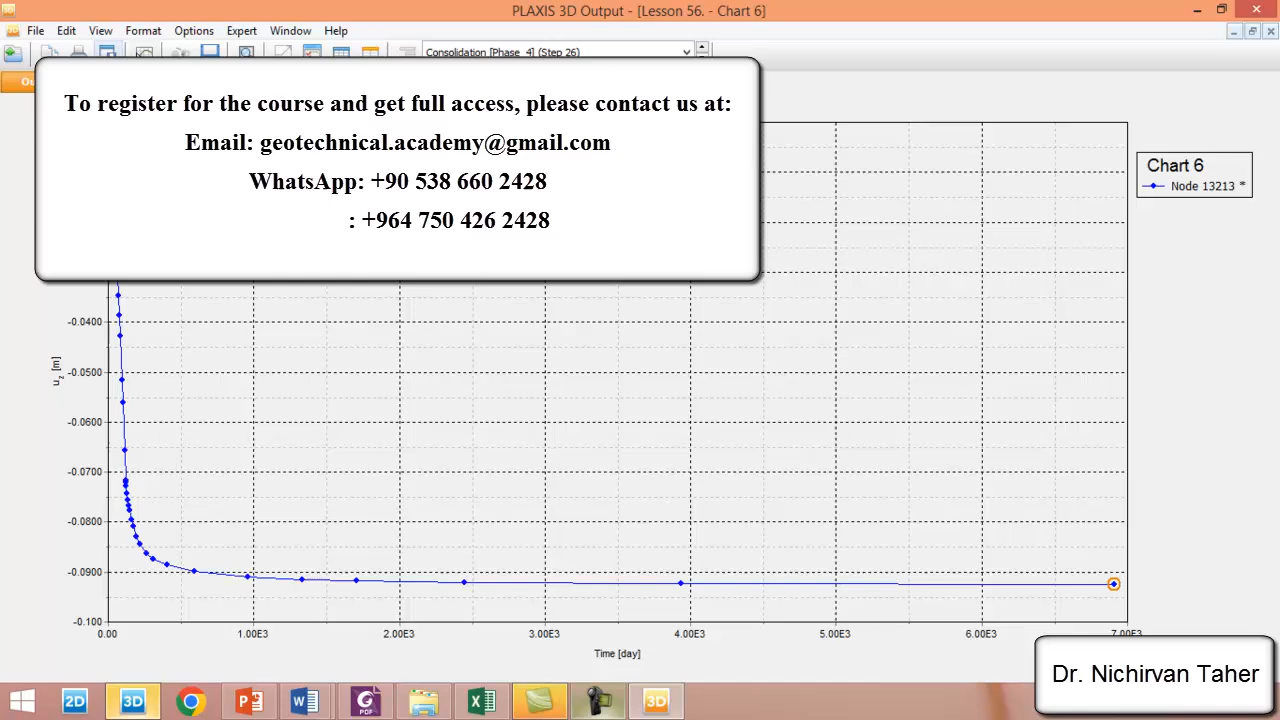 PLAXIS 3D Output - [Lesson 56. - Chart 6]
File Edit View Format Options Expert Window Help
Consolidation [Phase_4] (Step 26)
To register for the course and get full access, please contact us at:
Email: geotechnical.academy@gmail.com
WhatsApp: +90 538 660 2428
: +964 750 426 2428
Chart 6
Node 13213 *
-0.0400
-0.0500
-0.0600
-0.0700
-0.0800
-0.0900
-0.100
uz [m]
0.00 1.00E3 2.00E3 3.00E3 4.00E3 5.00E3 6.00E3 7.00E3
Time [day]
Dr. Nichirvan Taher
2D 3D PDF 3D